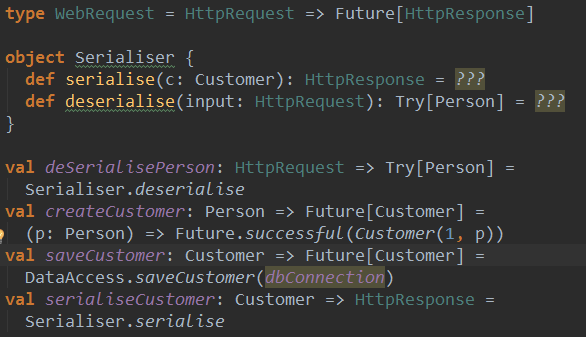 type WebRequest = HttpRequest => Future[HttpResponse]
object Serialiser {
def serialise(c: Customer): HttpResponse = ???
def deserialise(input: HttpRequest): Try[Person] = ???
}
val deSerialisePerson: HttpRequest => Try[Person] =
Serialiser.deserialise
val createCustomer: Person => Future[Customer] =
(p: Person) => Future.successful(Customer(1, p))
val saveCustomer: Customer => Future[Customer] =
DataAccess.saveCustomer(dbConnection)
val serialiseCustomer: Customer => HttpResponse =
Serialiser.serialise